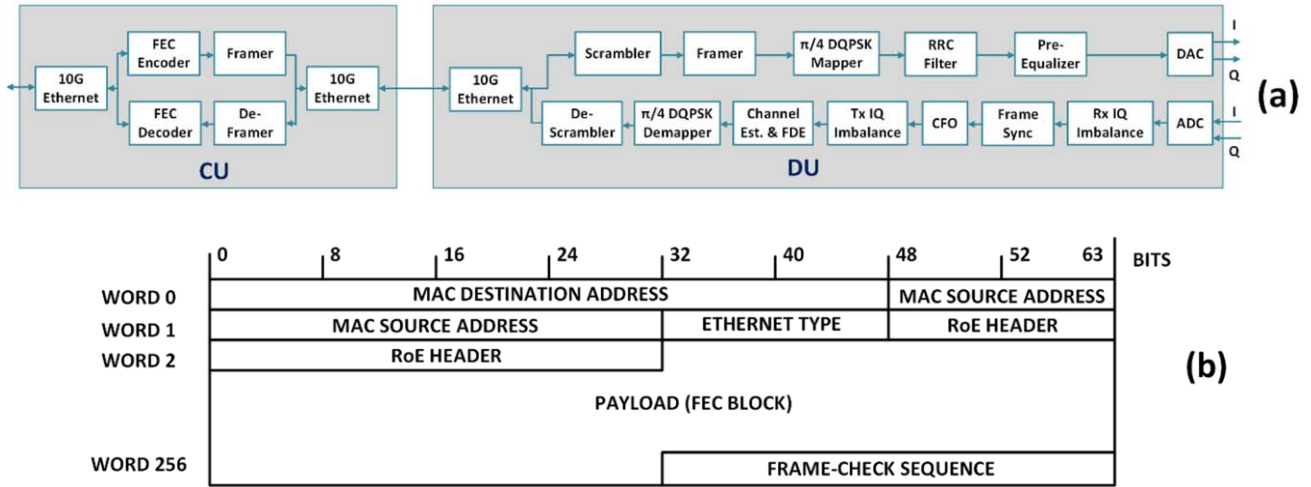 FEC Encoder
Framer
10G Ethernet
10G Ethernet
FEC Decoder
De-Framer
CU
10G Ethernet
Scrambler
Framer
π/4 DQPSK Mapper
RRC Filter
Pre-Equalizer
DAC
I
Q
De-Scrambler
π/4 DQPSK Demapper
Channel Est. & FDE
Tx IQ Imbalance
CFO
Frame Sync
Rx IQ Imbalance
ADC
I
Q
DU
(a)
0 8 16 24 32 40 48 52 63 BITS
WORD 0 MAC DESTINATION ADDRESS MAC SOURCE ADDRESS
WORD 1 MAC SOURCE ADDRESS ETHERNET TYPE RoE HEADER
WORD 2 RoE HEADER
(b)
PAYLOAD (FEC BLOCK)
WORD 256 FRAME-CHECK SEQUENCE